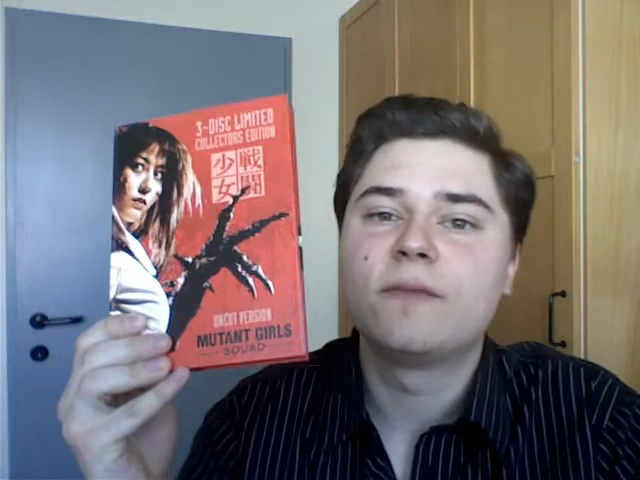 3-DISC LIMITED
COLLECTORS EDITION
少戦
女闘
UNCUT VERSION
MUTANT GIRLS
SQUAD